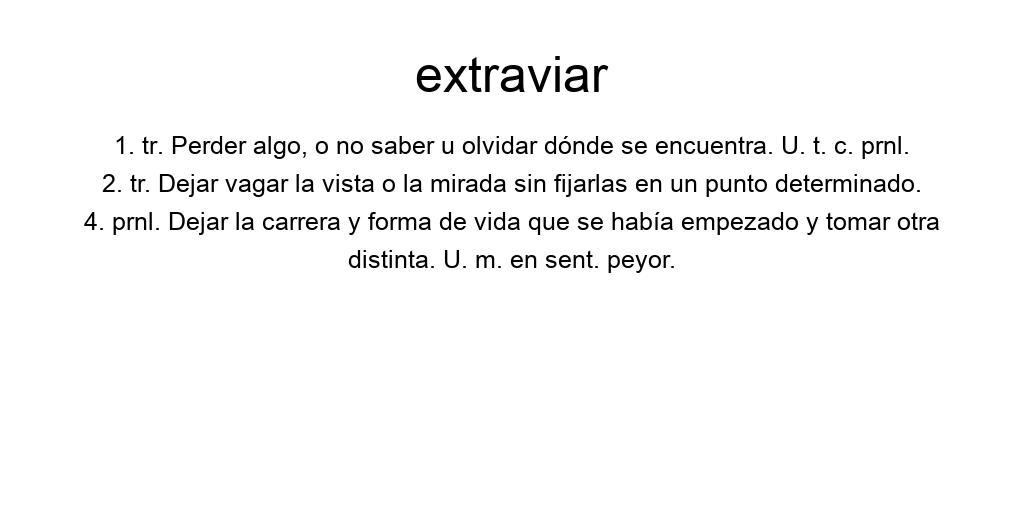 extraviar
1. tr. Perder algo, o no saber u olvidar dónde se encuentra. U. t. c. prnl.
2. tr. Dejar vagar la vista o la mirada sin fijarlas en un punto determinado.
4. prnl. Dejar la carrera y forma de vida que se había empezado y tomar otra
distinta. U. m. en sent. peyor.